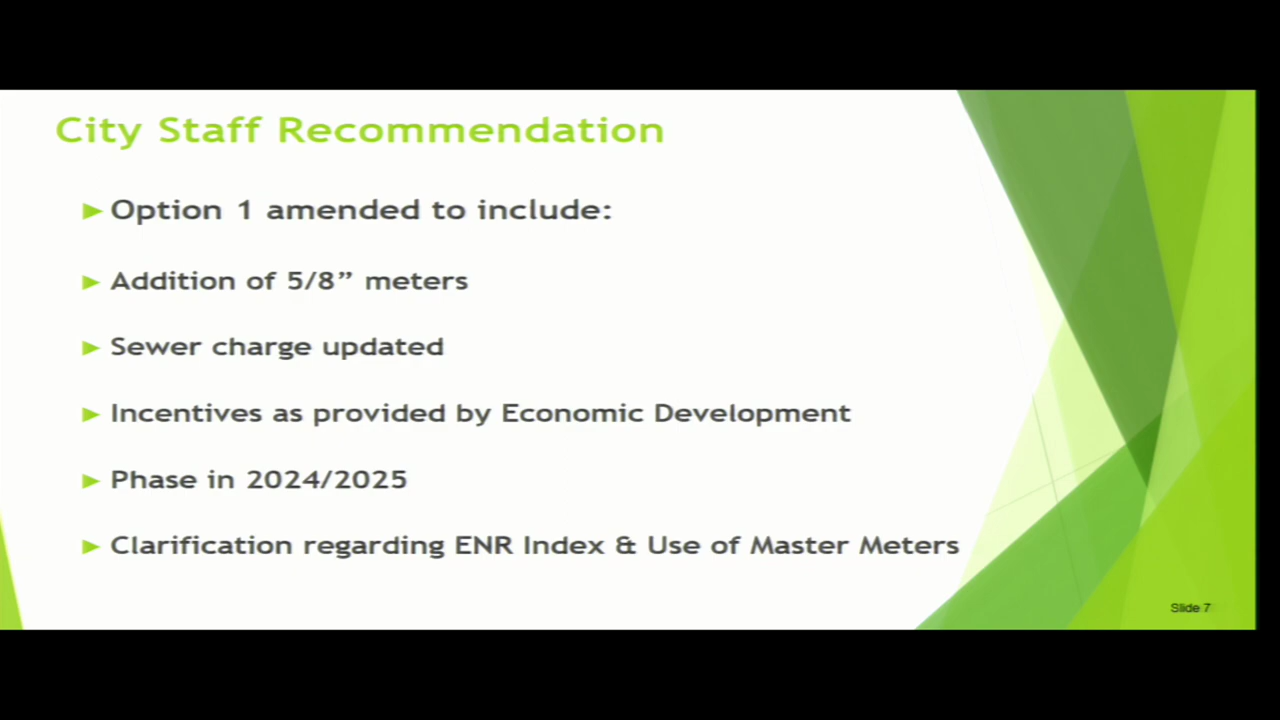 City Staff Recommendation
Option 1 amended to include:
Addition of 5/8” meters
Sewer charge updated
Incentives as provided by Economic Development
Phase in 2024/2025
Clarification regarding ENR Index & Use of Master Meters
Slide 7